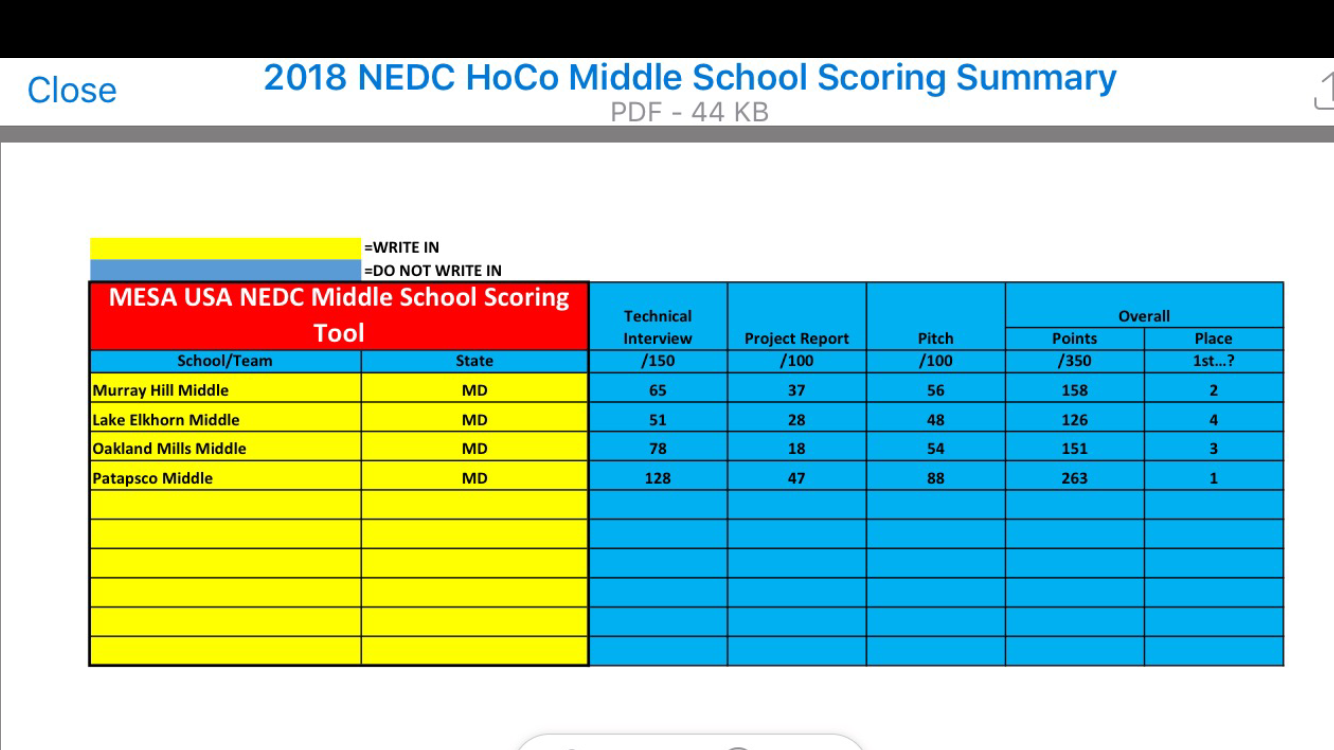 Close
2018 NEDC HoCo Middle School Scoring Summary
PDF - 44 KB
=WRITE IN
=DO NOT WRITE IN
MESA USA NEDC Middle School Scoring
Tool
Technical
Interview
Project Report
Pitch
Overall
Points
Place
School/Team State /150 /100 /100 /350 1st...?
Murray Hill Middle MD 65 37 56 158 2
Lake Elkhorn Middle MD 51 28 48 126 4
Oakland Mills Middle MD 78 18 54 151 3
Patapsco Middle MD 128 47 88 263 1